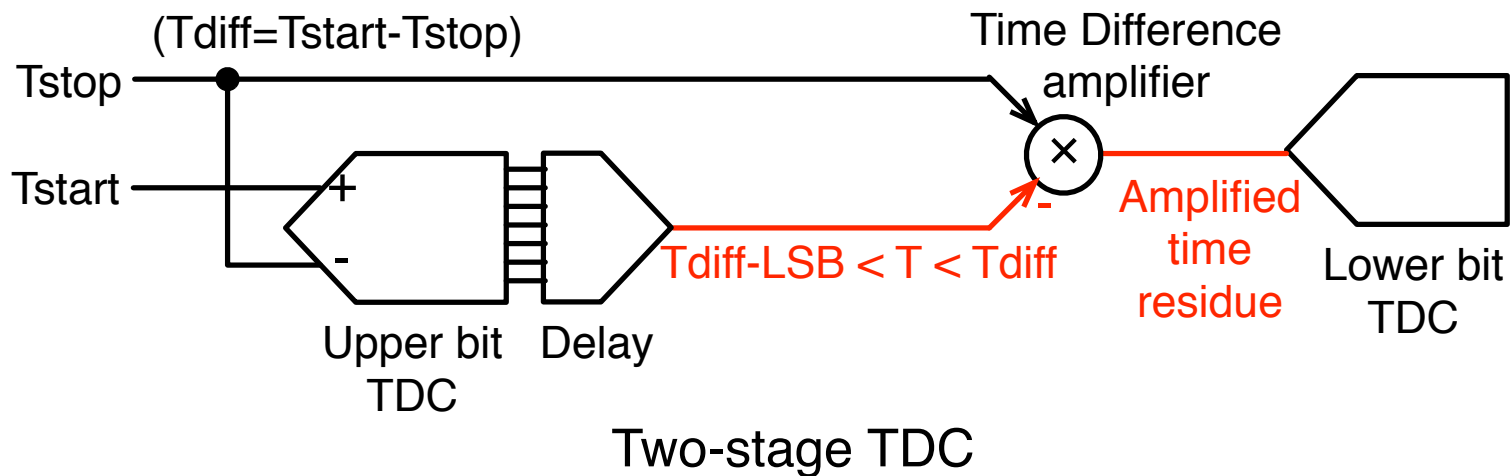 (Tdiff=Tstart-Tstop)
Time Difference
amplifier
Tstop
Tstart
+
-
×
-
Tdiff-LSB < T < Tdiff
Amplified
time
residue
Lower bit
TDC
Upper bit
TDC
Delay
Two-stage TDC